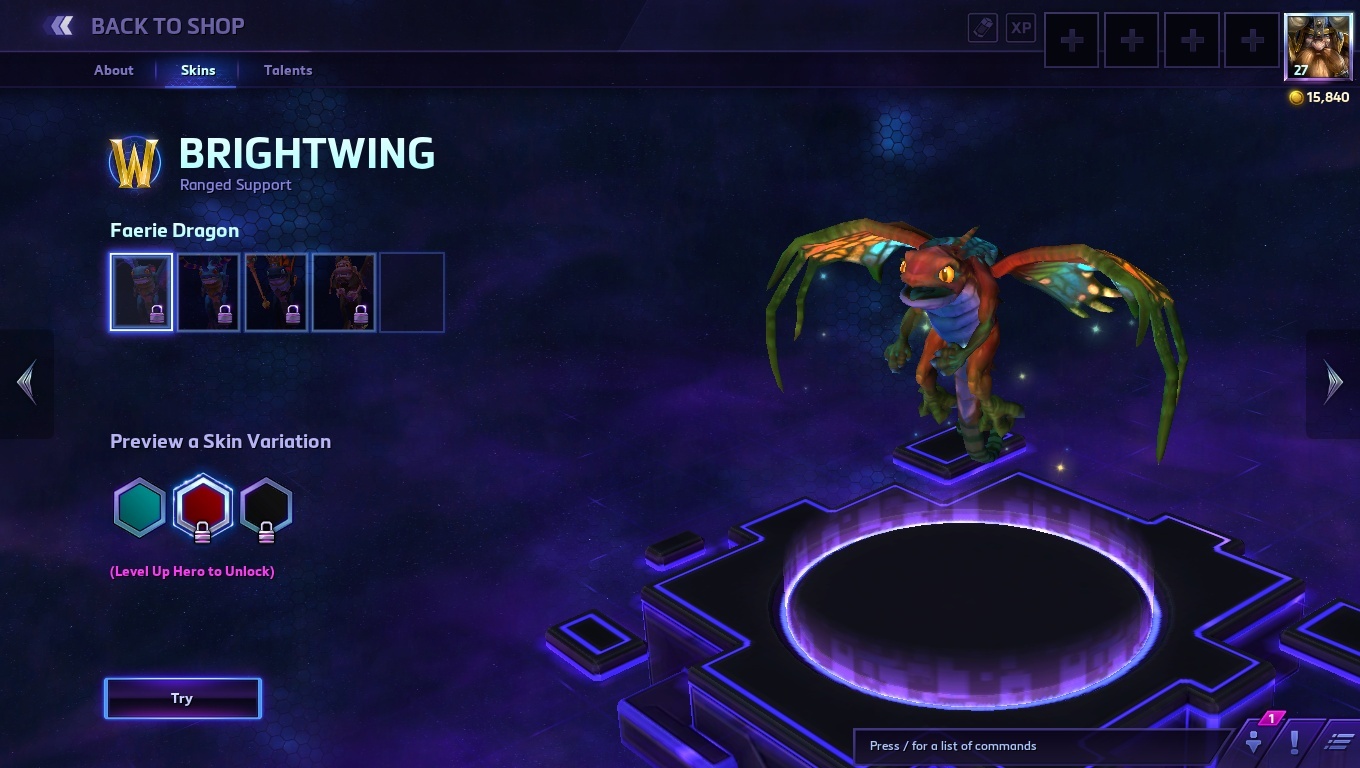 BACK TO SHOP
XP
27
15,840
About
Skins
Talents
W
BRIGHTWING
Ranged Support
Faerie Dragon
Preview a Skin Variation
(Level Up Hero to Unlock)
Try
Press / for a list of commands
1